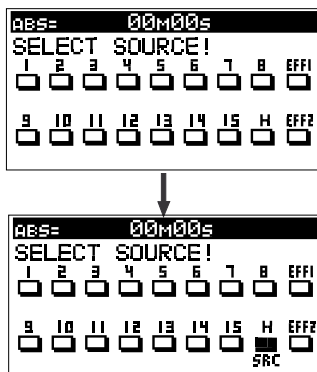 ABS= 00M00S
SELECT SOURCE!
1 2 3 4 5 6 7 8 EFF1
9 10 11 12 13 14 15 H EFF2
ABS= 00M00S
SELECT SOURCE!
1 2 3 4 5 6 7 8 EFF1
9 10 11 12 13 14 15 H EFF2
SRC